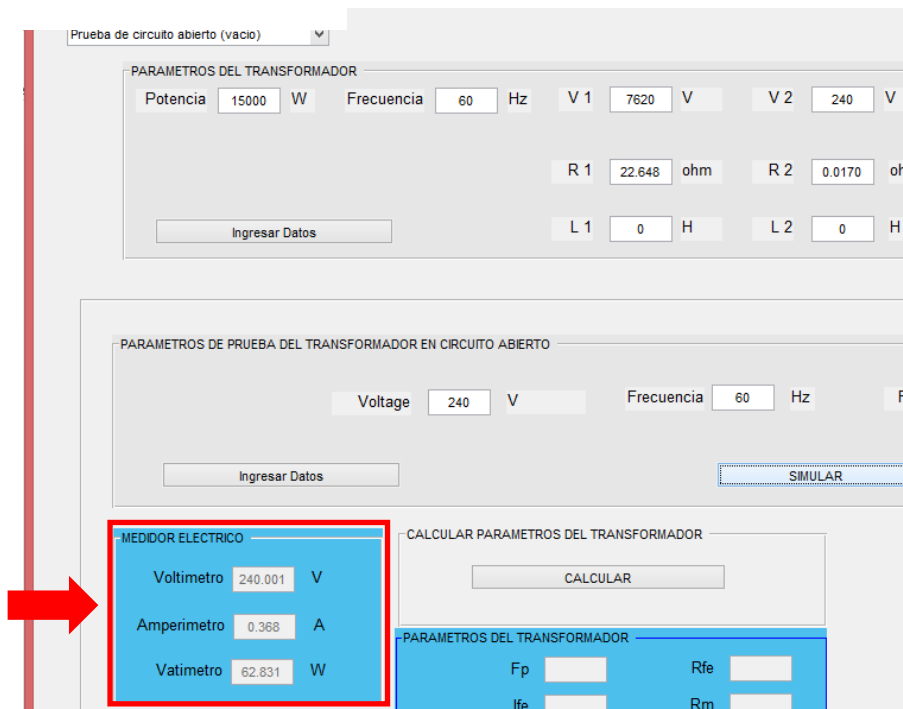 Prueba de circuito abierto (vacio)
PARAMETROS DEL TRANSFORMADOR
Potencia 15000 W Frecuencia 60 Hz V 1 7620 V V 2 240 V
R 1 22.648 ohm R 2 0.0170 oh
Ingresar Datos L 1 0 H L 2 0 H
PARAMETROS DE PRUEBA DEL TRANSFORMADOR EN CIRCUITO ABIERTO
Voltage 240 V Frecuencia 60 Hz
Ingresar Datos SIMULAR
MEDIDOR ELECTRICO
Voltimetro 240.001 V
Amperimetro 0.368 A
Vatimetro 62.831 W
CALCULAR PARAMETROS DEL TRANSFORMADOR
CALCULAR
PARAMETROS DEL TRANSFORMADOR
Fp Rfe
Ife Rm